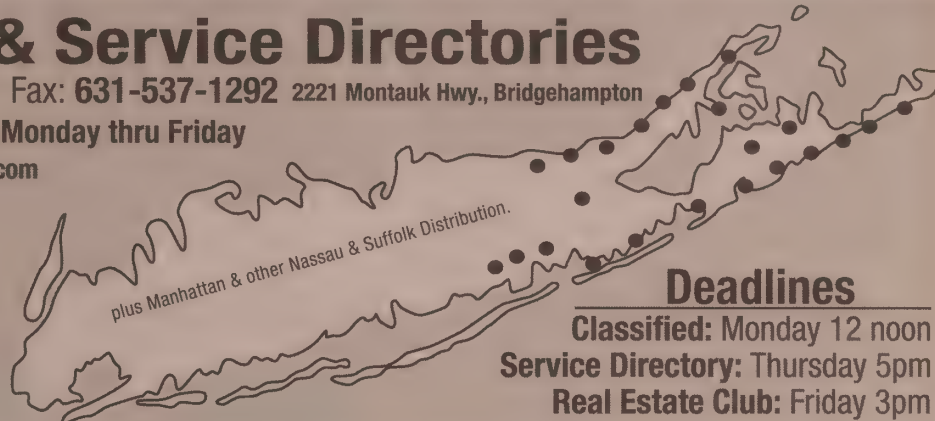 & Service Directories
Fax: 631-537-1292 2221 Montauk Hwy., Bridgehampton
Monday thru Friday
com
plus Manhattan & other Nassau & Suffolk Distribution.
Deadlines
Classified: Monday 12 noon
Service Directory: Thursday 5pm
Real Estate Club: Friday 3pm